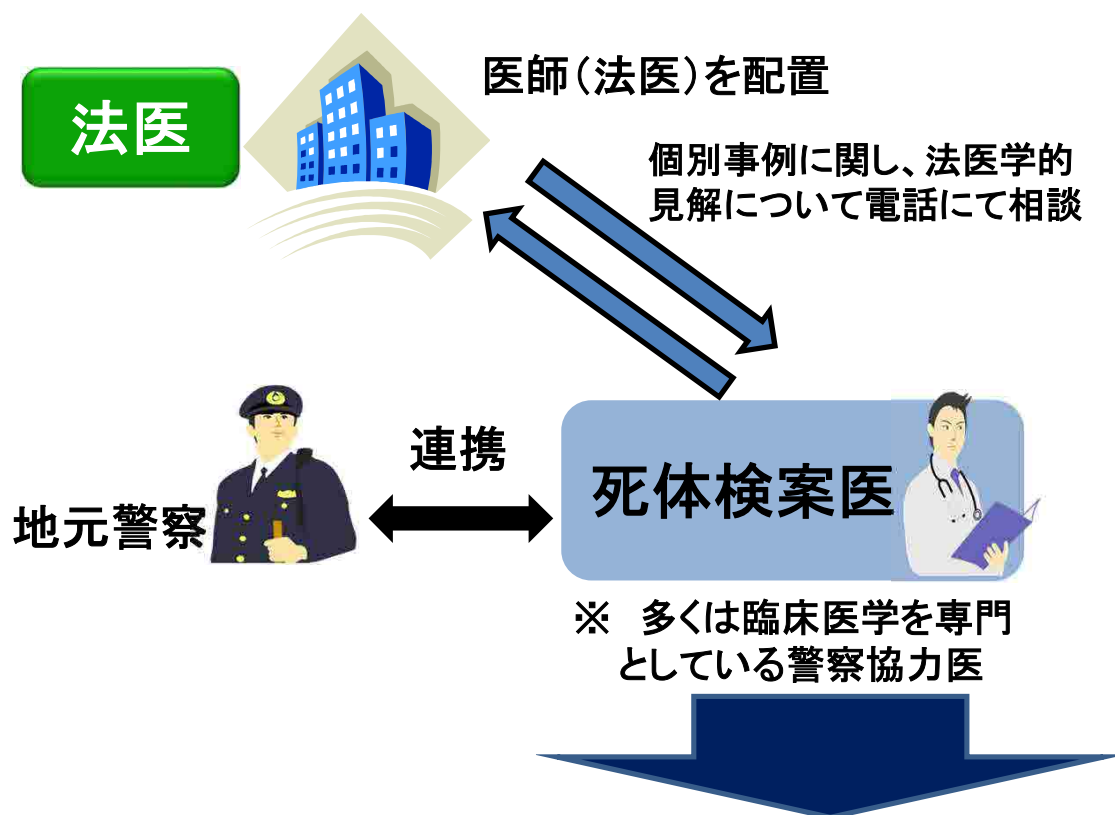 法医
医師（法医）を配置
個別事例に関し、法医学的
見解について電話にて相談
連携
地元警察
死体検案医
※　多くは臨床医学を専門
としている警察協力医